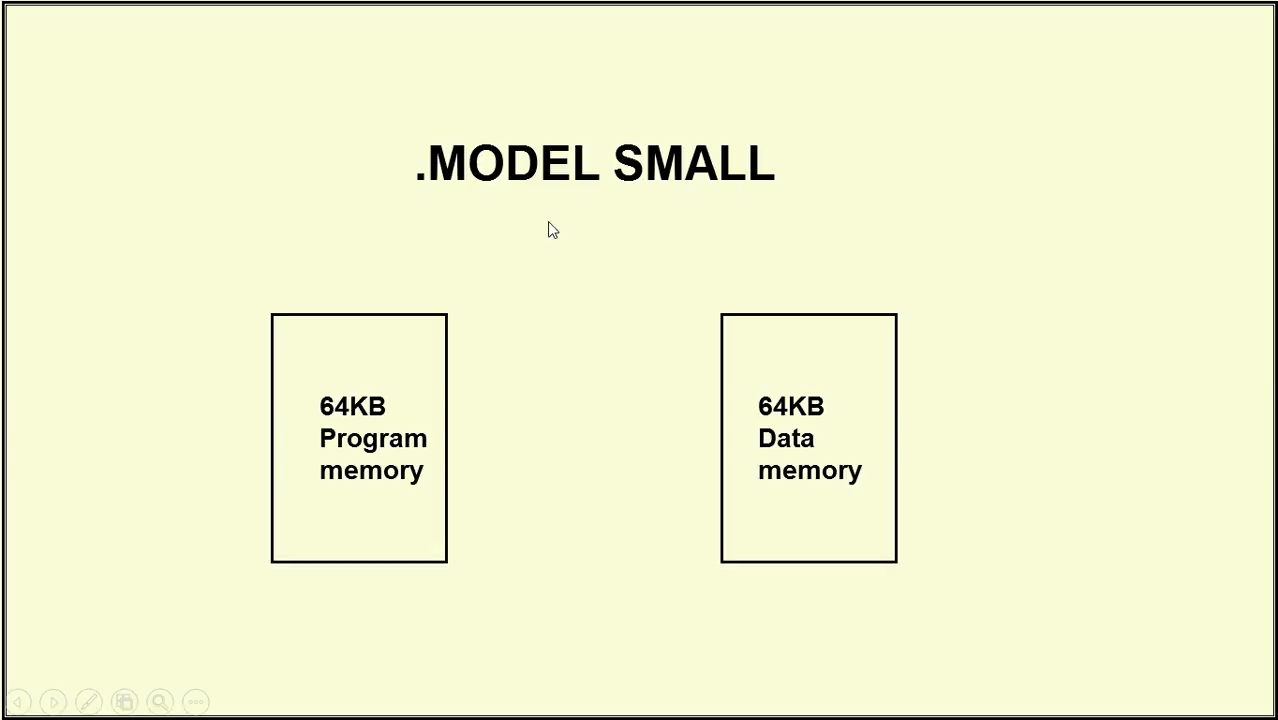 .MODEL SMALL
64KB
Program
memory
64KB
Data
memory